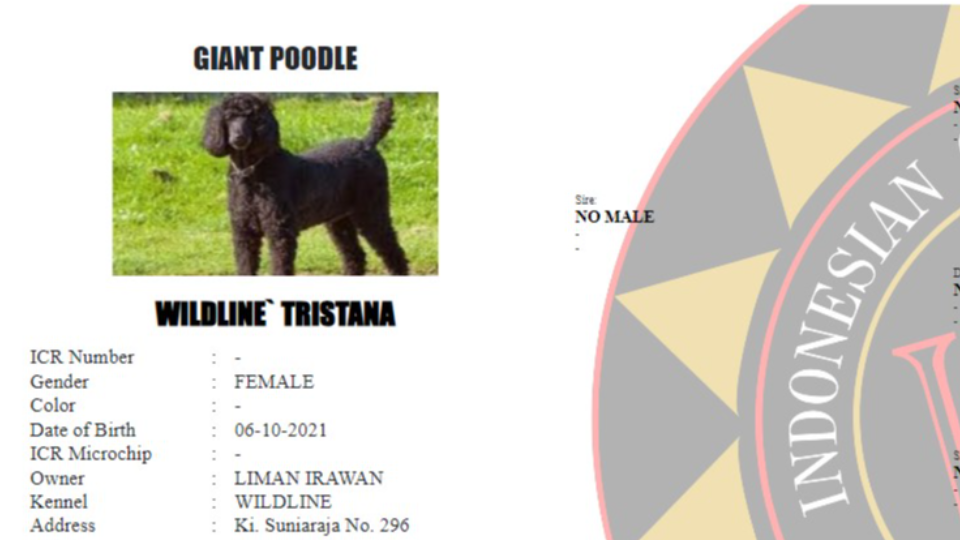 GIANT POODLE
WILDLINE` TRISTANA
ICR Number : -
Gender : FEMALE
Color : -
Date of Birth : 06-10-2021
ICR Microchip : -
Owner : LIMAN IRAWAN
Kennel : WILDLINE
Address : Ki. Suniaraja No. 296
Sire:
NO MALE
-
-
INDONESIAN